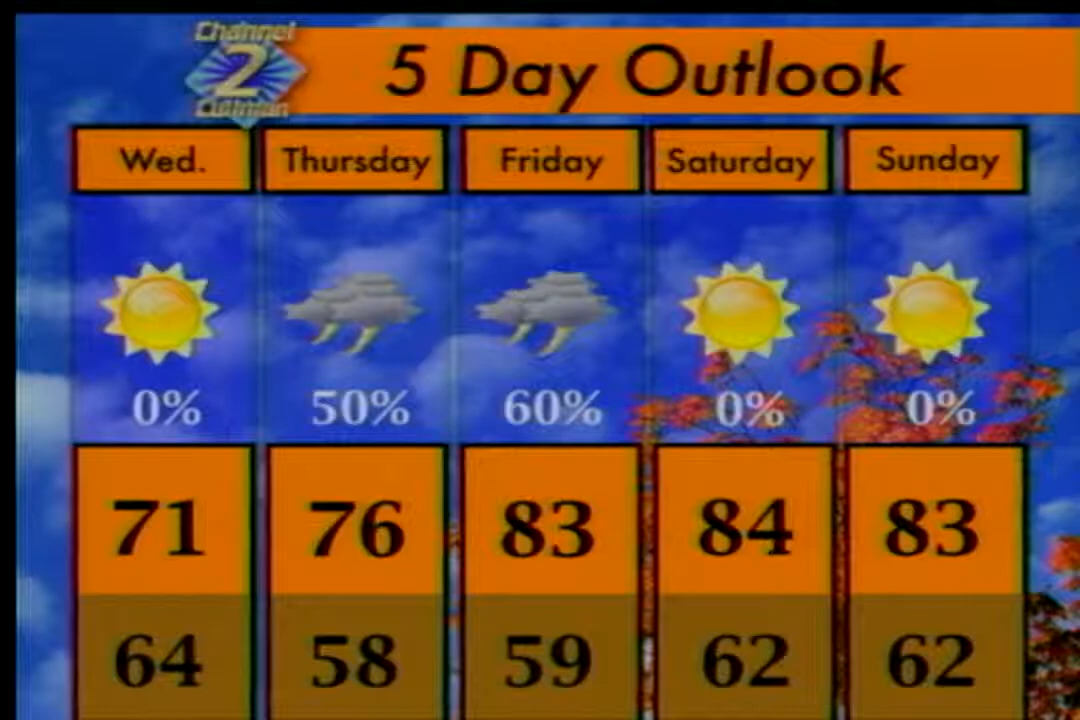 Channel
2
Cullman
5 Day Outlook
Wed. Thursday Friday Saturday Sunday
0% 50% 60% 0% 0%
71 76 83 84 83
64 58 59 62 62